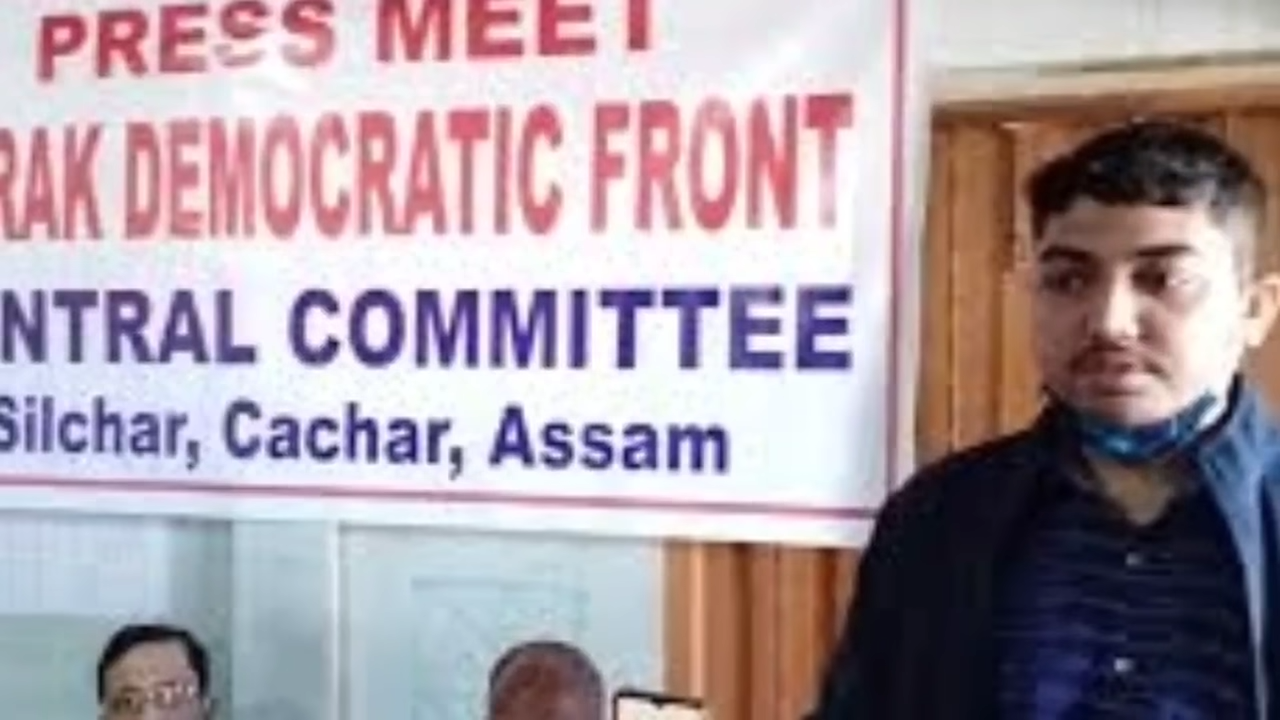 PRESS MEET
RAK DEMOCRATIC FRONT
NTRAL COMMITTEE
Silchar, Cachar, Assam